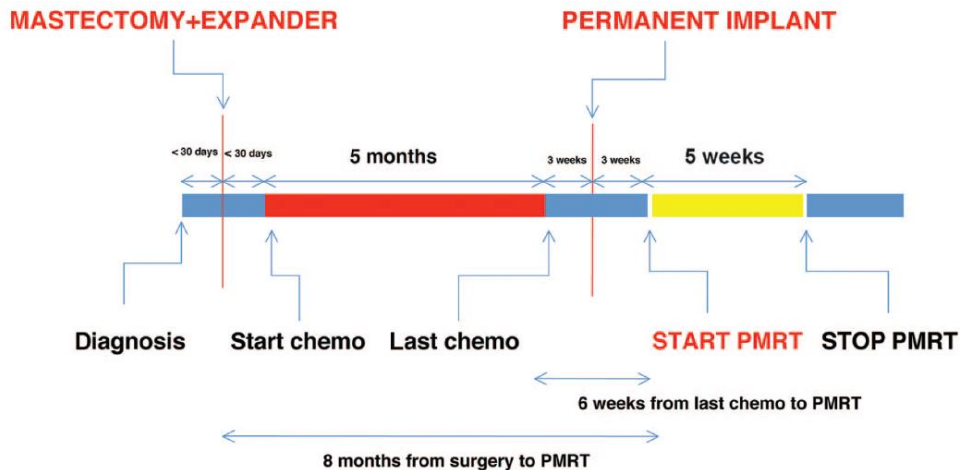 MASTECTOMY+EXPANDER
PERMANENT IMPLANT
< 30 days
< 30 days
5 months
3 weeks
3 weeks
5 weeks
Diagnosis
Start chemo
Last chemo
START PMRT
STOP PMRT
6 weeks from last chemo to PMRT
8 months from surgery to PMRT